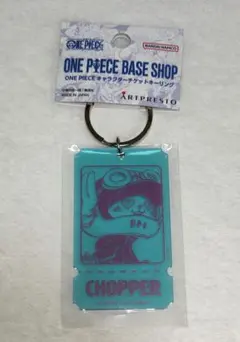 ONE PIECE
BANDAI NAMCO
ONE PIECE BASE SHOP
ONE PIECE キャラクターチケットキーリング
MADE IN JAPAN
ARTPRESTO
CHOPPER